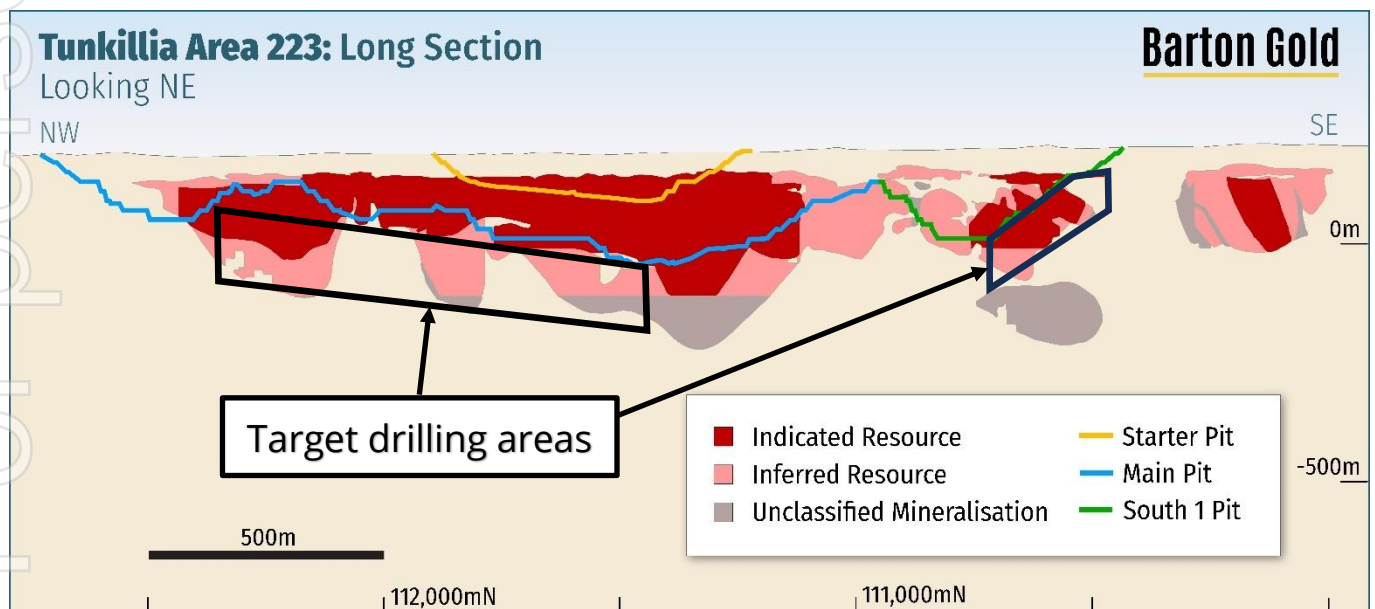 Tunkillia Area 223: Long Section
Barton Gold
Looking NE
NW
SE
0m
Target drilling areas
Indicated Resource
Inferred Resource
Unclassified Mineralisation
Starter Pit
Main Pit
South 1 Pit
-500m
500m
112,000mN
111,000mN